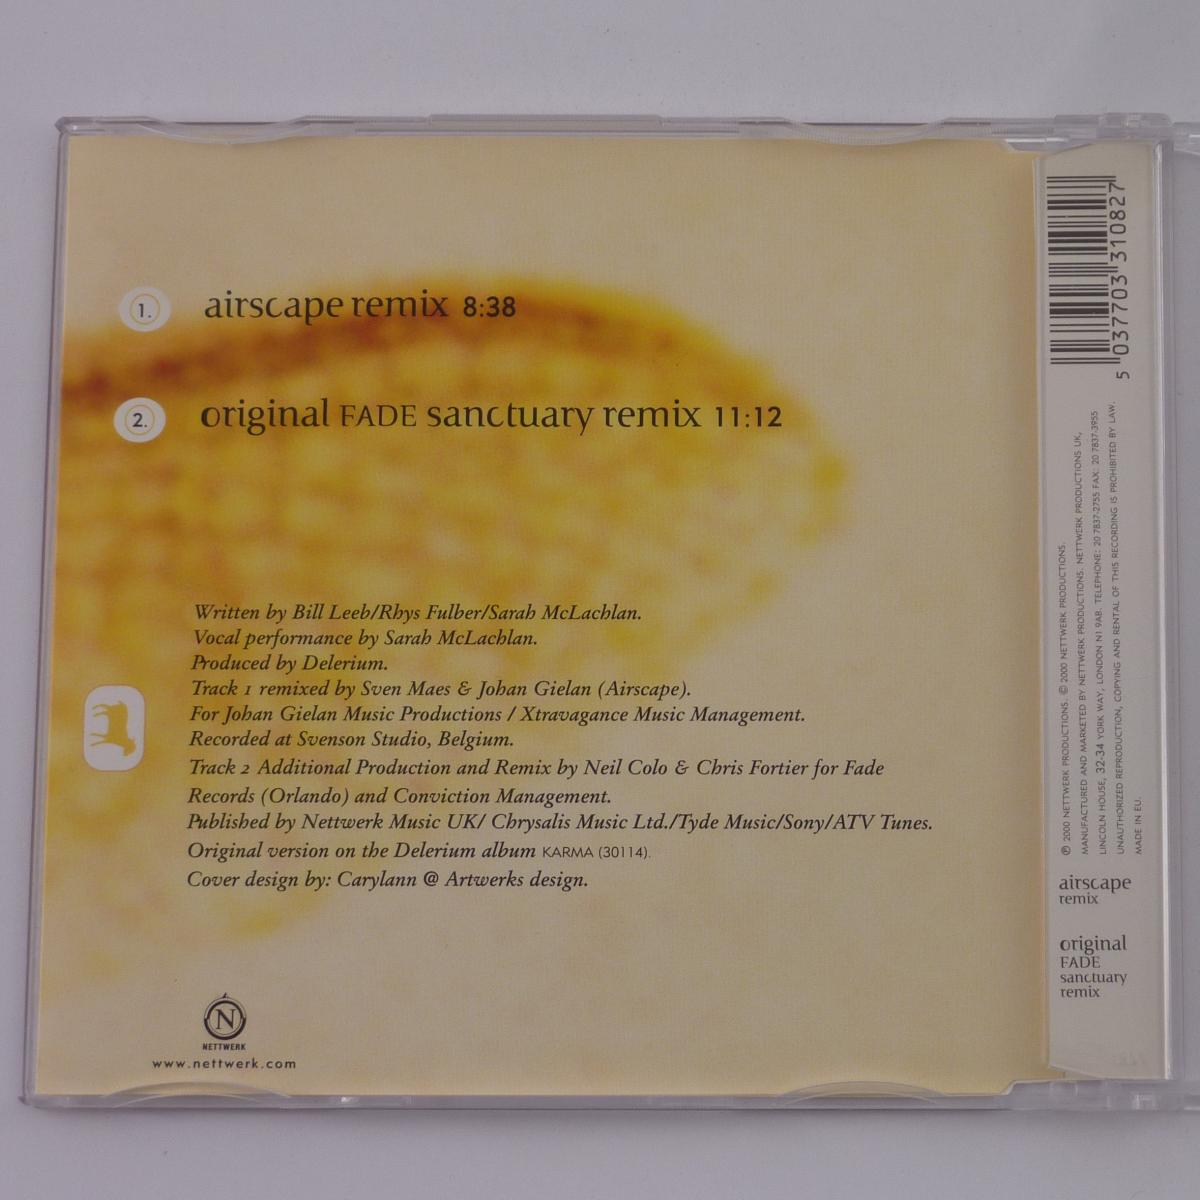 1. airscape remix 8:38
2. original FADE sanctuary remix 11:12
Written by Bill Leeb/Rhys Fulber/Sarah McLachlan.
Vocal performance by Sarah McLachlan.
Produced by Delerium.
Track 1 remixed by Sven Maes & Johan Gielan (Airscape).
For Johan Gielan Music Productions / Xtravagance Music Management.
Recorded at Svenson Studio, Belgium.
Track 2 Additional Production and Remix by Neil Colo & Chris Fortier for Fade
Records (Orlando) and Conviction Management.
Published by Nettwerk Music UK/ Chrysalis Music Ltd./Tyde Music/Sony/ATV Tunes.
Original version on the Delerium album KARMA (30114).
Cover design by: Carylann @ Artwerks design.
N
NETTWERK
www.nettwerk.com
5 037703 310827
℗ 2000 NETTWERK PRODUCTIONS. © 2000 NETTWERK PRODUCTIONS.
MANUFACTURED AND MARKETED BY NETTWERK PRODUCTIONS. NETTWERK PRODUCTIONS UK,
LINCOLN HOUSE, 32-34 YORK WAY, LONDON N1 9AB. TELEPHONE: 20 7837-2755 FAX: 20 7837-3955
UNAUTHORIZED REPRODUCTION, COPYING AND RENTAL OF THIS RECORDING IS PROHIBITED BY LAW.
MADE IN EU.
airscape
remix
original
FADE
sanctuary
remix